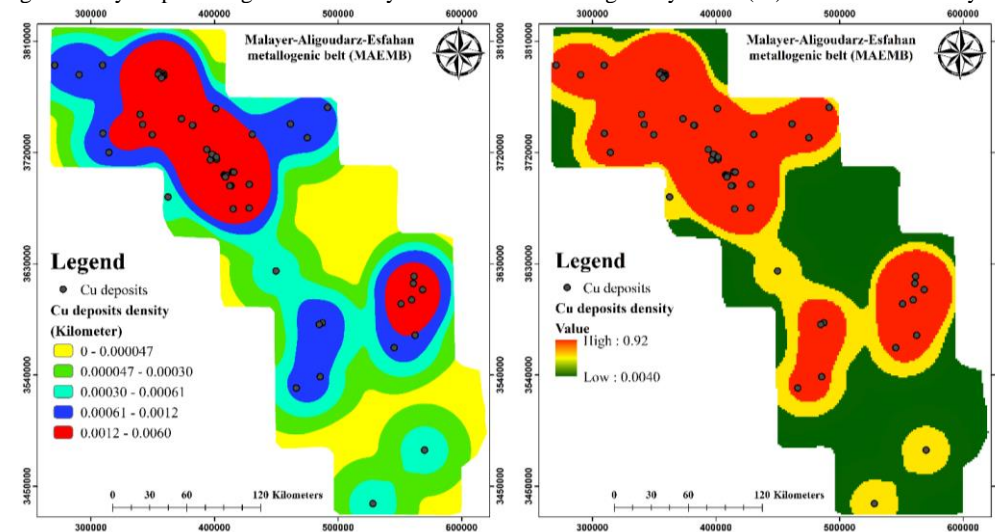 300000 400000 500000 600000
Malayer-Aligoudarz-Esfahan
metallogenic belt (MAEMB)
3810000
3720000
3630000
3540000
3450000
Legend
Cu deposits
Cu deposits density
(Kilometer)
0 - 0.000047
0.000047 - 0.00030
0.00030 - 0.00061
0.00061 - 0.0012
0.0012 - 0.0060
0 30 60 120 Kilometers
300000 400000 500000 600000
300000 400000 500000 600000
Malayer-Aligoudarz-Esfahan
metallogenic belt (MAEMB)
3810000
3720000
3630000
3540000
3450000
Legend
Cu deposits
Cu deposits density
Value
High : 0.92
Low : 0.0040
0 30 60 120 Kilometers
300000 400000 500000 600000